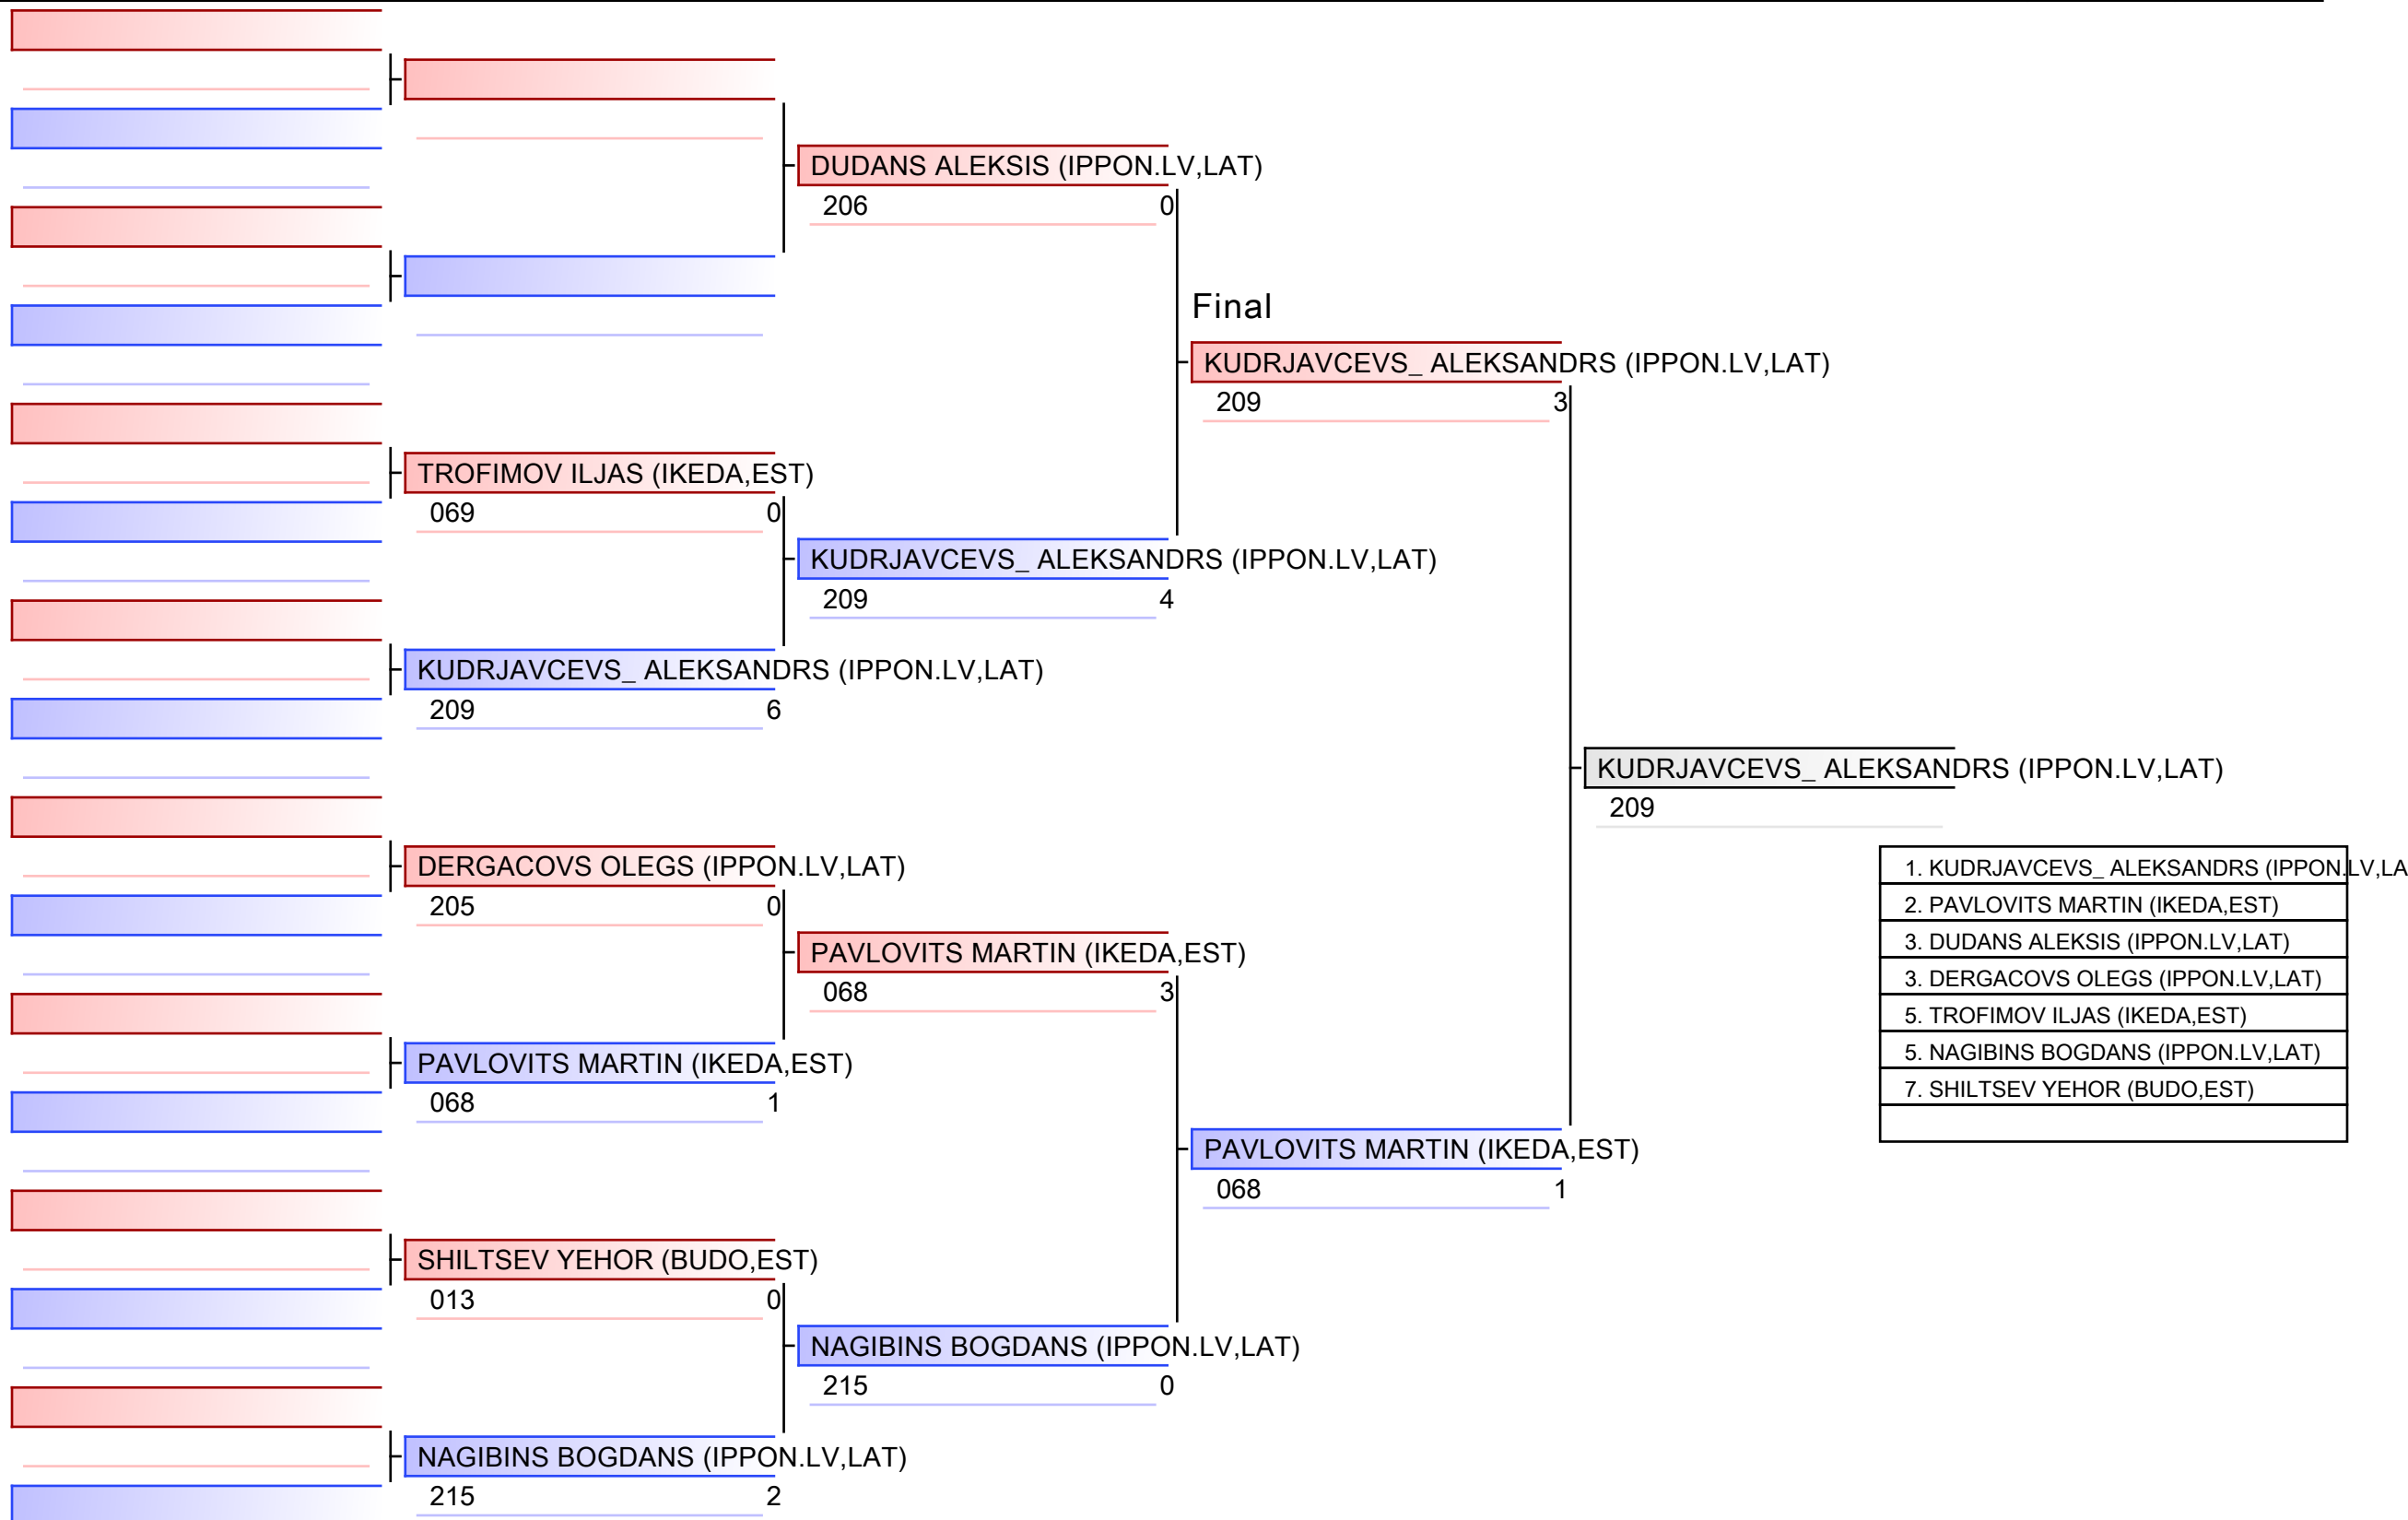 DUDANS ALEKSIS (IPPON.LV,LAT)
206 0
Final
KUDRJAVCEVS_ ALEKSANDRS (IPPON.LV,LAT)
209 3
TROFIMOV ILJAS (IKEDA,EST)
069 0
KUDRJAVCEVS_ ALEKSANDRS (IPPON.LV,LAT)
209 4
KUDRJAVCEVS_ ALEKSANDRS (IPPON.LV,LAT)
209 6
KUDRJAVCEVS_ ALEKSANDRS (IPPON.LV,LAT)
209
DERGACOVS OLEGS (IPPON.LV,LAT)
205 0
PAVLOVITS MARTIN (IKEDA,EST)
068 3
PAVLOVITS MARTIN (IKEDA,EST)
068 1
PAVLOVITS MARTIN (IKEDA,EST)
068 1
SHILTSEV YEHOR (BUDO,EST)
013 0
NAGIBINS BOGDANS (IPPON.LV,LAT)
215 0
NAGIBINS BOGDANS (IPPON.LV,LAT)
215 2
1. KUDRJAVCEVS_ ALEKSANDRS (IPPON.LV,LA
2. PAVLOVITS MARTIN (IKEDA,EST)
3. DUDANS ALEKSIS (IPPON.LV,LAT)
3. DERGACOVS OLEGS (IPPON.LV,LAT)
5. TROFIMOV ILJAS (IKEDA,EST)
5. NAGIBINS BOGDANS (IPPON.LV,LAT)
7. SHILTSEV YEHOR (BUDO,EST)